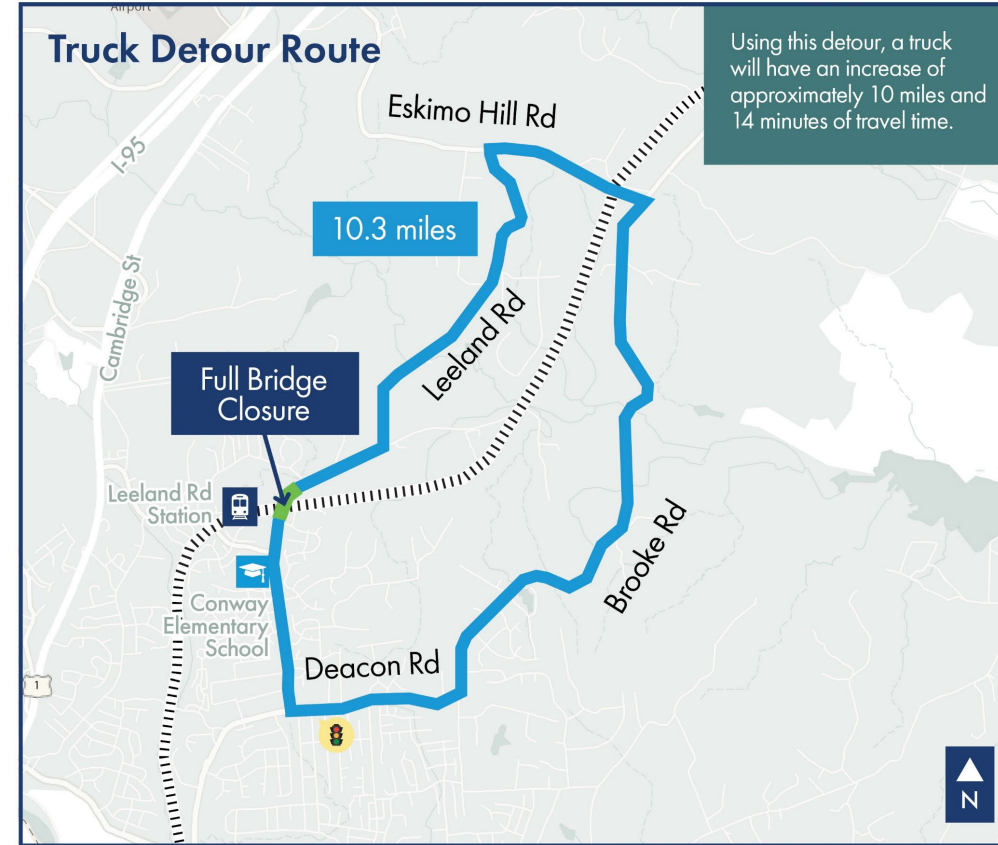 Airport
Truck Detour Route
Using this detour, a truck
will have an increase of
approximately 10 miles and
14 minutes of travel time.
Eskimo Hill Rd
I-95
10.3 miles
Cambridge St
Leeland Rd
Full Bridge
Closure
Leeland Rd
Station
Brooke Rd
Conway
Elementary
School
Deacon Rd
1
N